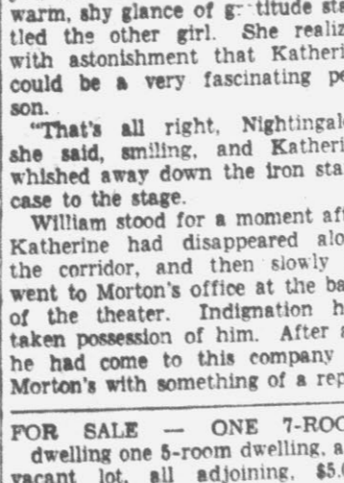 warm, shy glance of gr titude sta
tled the other girl. She realiz
with astonishment that Katheri
could be a very fascinating pe
son.
"That's all right, Nightingal
she said, smiling, and Katheri
whished away down the iron sta
case to the stage.
William stood for a moment aft
Katherine had disappeared alo
the corridor, and then slowly
went to Morton's office at the ba
of the theater. Indignation h
taken possession of him. After a
he had come to this company
Morton's with something of a rep
FOR SALE — ONE 7-ROO
dwelling one 5-room dwelling, a
vacant lot, all adjoining, $5,0